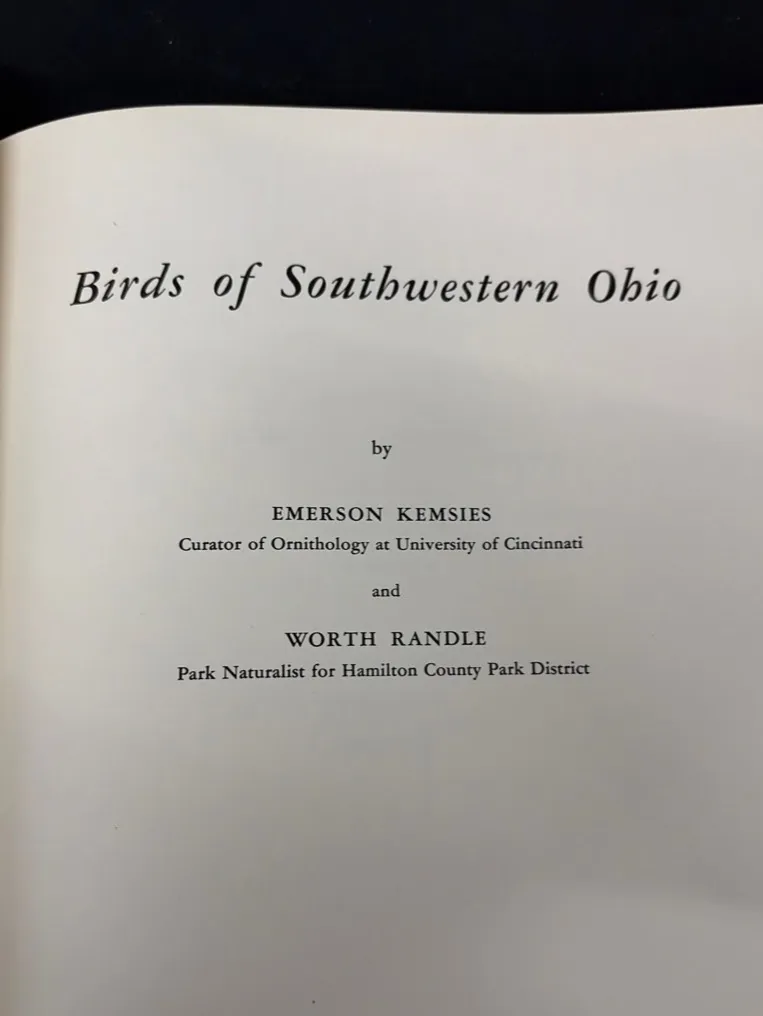 Birds of Southwestern Ohio
by
EMERSON KEMSIES
Curator of Ornithology at University of Cincinnati
and
WORTH RANDLE
Park Naturalist for Hamilton County Park District